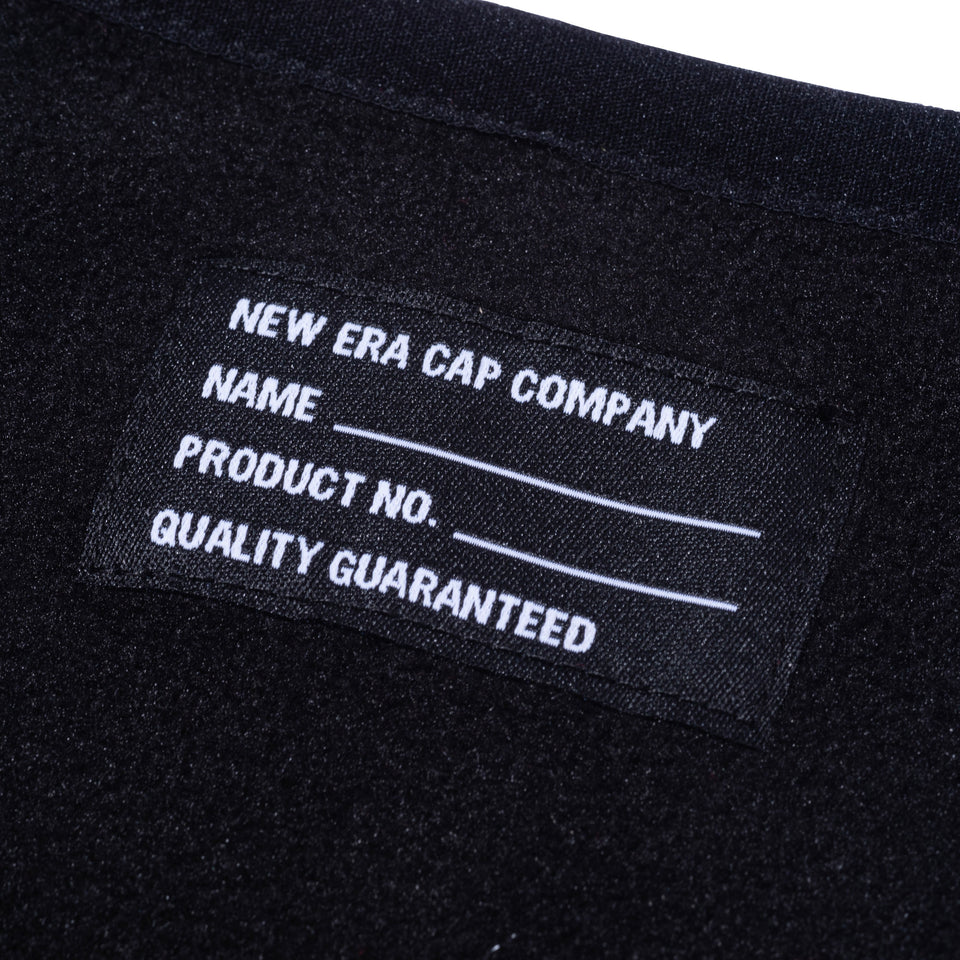 NEW ERA CAP COMPANY
NAME
PRODUCT NO.
QUALITY GUARANTEED